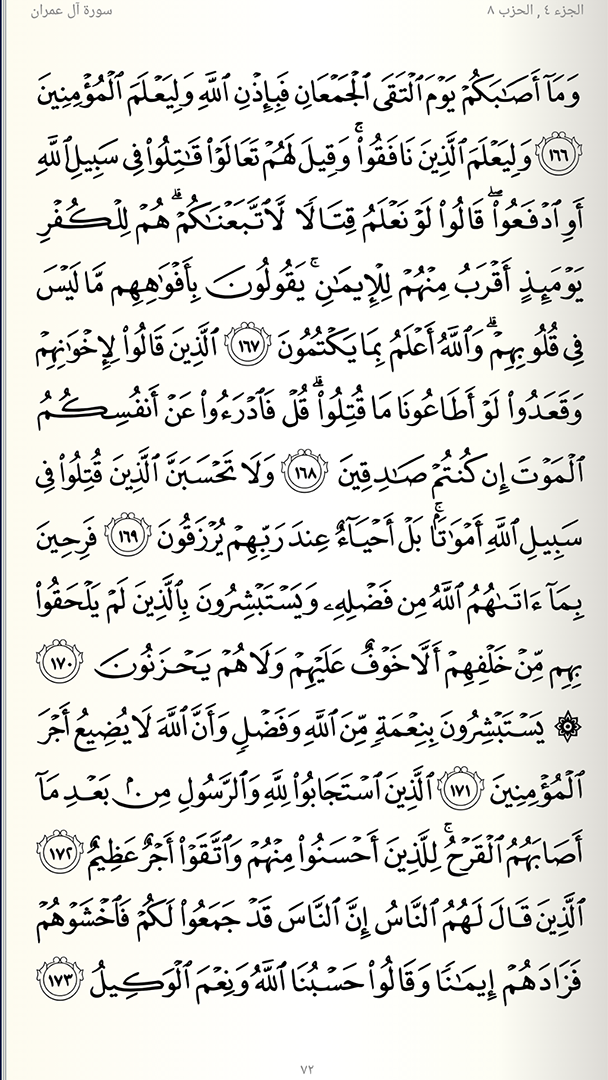 سورة آل عمران
الجزء ٤ , الحزب ٨
وَمَآ أَصَٰبَكُمْ يَوْمَ ٱلْتَقَى ٱلْجَمْعَانِ فَبِإِذْنِ ٱللَّهِ وَلِيَعْلَمَ ٱلْمُؤْمِنِينَ
١٦٦ وَلِيَعْلَمَ ٱلَّذِينَ نَافَقُوا۟ ۚ وَقِيلَ لَهُمْ تَعَالَوْا۟ قَٰتِلُوا۟ فِى سَبِيلِ ٱللَّهِ
أَوِ ٱدْفَعُوا۟ ۖ قَالُوا۟ لَوْ نَعْلَمُ قِتَالًا لَّٱتَّبَعْنَٰكُمْ ۗ هُمْ لِلْكُفْرِ
يَوْمَئِذٍ أَقْرَبُ مِنْهُمْ لِلْإِيمَٰنِ ۚ يَقُولُونَ بِأَفْوَٰهِهِم مَّا لَيْسَ
فِى قُلُوبِهِمْ ۗ وَٱللَّهُ أَعْلَمُ بِمَا يَكْتُمُونَ ١٦٧ ٱلَّذِينَ قَالُوا۟ لِإِخْوَٰنِهِمْ
وَقَعَدُوا۟ لَوْ أَطَاعُونَا مَا قُتِلُوا۟ ۗ قُلْ فَٱدْرَءُوا۟ عَنْ أَنفُسِكُمُ
ٱلْمَوْتَ إِن كُنتُمْ صَٰدِقِينَ ١٦٨ وَلَا تَحْسَبَنَّ ٱلَّذِينَ قُتِلُوا۟ فِى
سَبِيلِ ٱللَّهِ أَمْوَٰتًۢا ۚ بَلْ أَحْيَآءٌ عِندَ رَبِّهِمْ يُرْزَقُونَ ١٦٩ فَرِحِينَ
بِمَآ ءَاتَىٰهُمُ ٱللَّهُ مِن فَضْلِهِۦ وَيَسْتَبْشِرُونَ بِٱلَّذِينَ لَمْ يَلْحَقُوا۟
بِهِم مِّنْ خَلْفِهِمْ أَلَّا خَوْفٌ عَلَيْهِمْ وَلَا هُمْ يَحْزَنُونَ ١٧٠
۞ يَسْتَبْشِرُونَ بِنِعْمَةٍ مِّنَ ٱللَّهِ وَفَضْلٍ وَأَنَّ ٱللَّهَ لَا يُضِيعُ أَجْرَ
ٱلْمُؤْمِنِينَ ١٧١ ٱلَّذِينَ ٱسْتَجَابُوا۟ لِلَّهِ وَٱلرَّسُولِ مِنۢ بَعْدِ مَآ
أَصَابَهُمُ ٱلْقَرْحُ ۚ لِلَّذِينَ أَحْسَنُوا۟ مِنْهُمْ وَٱتَّقَوْا۟ أَجْرٌ عَظِيمٌ ١٧٢
ٱلَّذِينَ قَالَ لَهُمُ ٱلنَّاسُ إِنَّ ٱلنَّاسَ قَدْ جَمَعُوا۟ لَكُمْ فَٱخْشَوْهُمْ
فَزَادَهُمْ إِيمَٰنًا وَقَالُوا۟ حَسْبُنَا ٱللَّهُ وَنِعْمَ ٱلْوَكِيلُ ١٧٣
٧٢